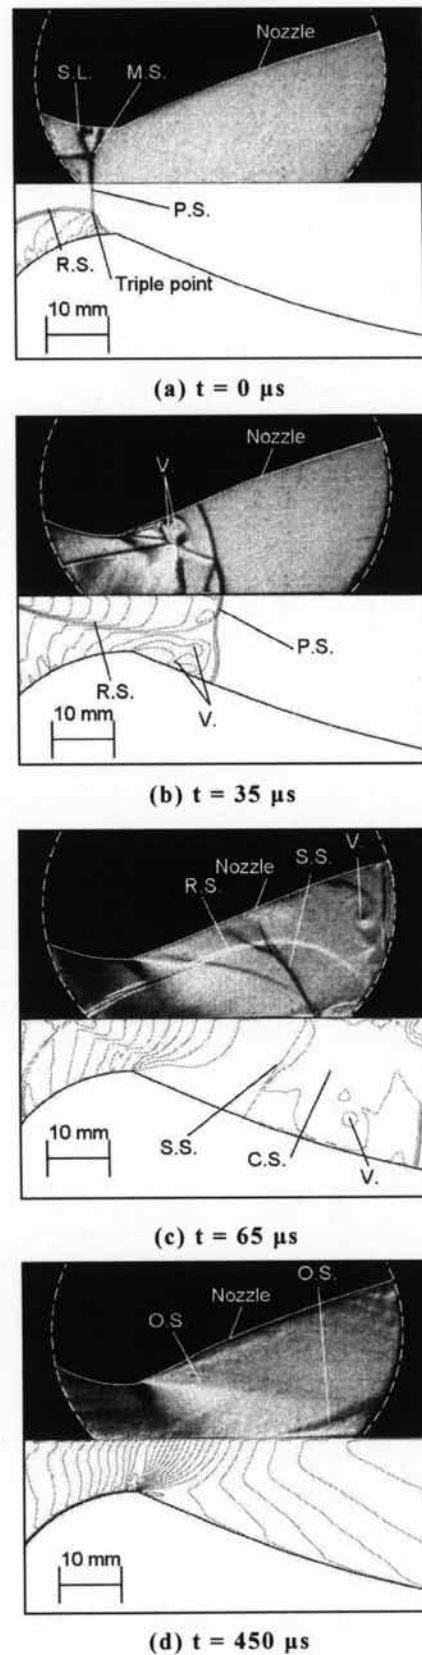 Nozzle
S.L. M.S.
P.S.
R.S.
Triple point
10 mm
(a) t = 0 µs
Nozzle
V.
P.S.
R.S.
V.
10 mm
(b) t = 35 µs
V.
S.S.
Nozzle
R.S.
10 mm
S.S.
C.S.
V.
(c) t = 65 µs
O.S.
Nozzle
O.S
10 mm
(d) t = 450 µs